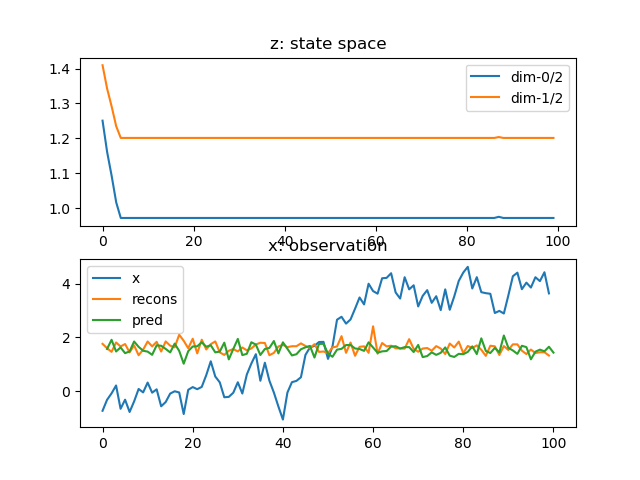 z: state space
1.4
1.3
1.2
1.1
1.0
dim-0/2
dim-1/2
0 20 40 60 80 100
x: observation
4
2
0
x
recons
pred
0 20 40 60 80 100